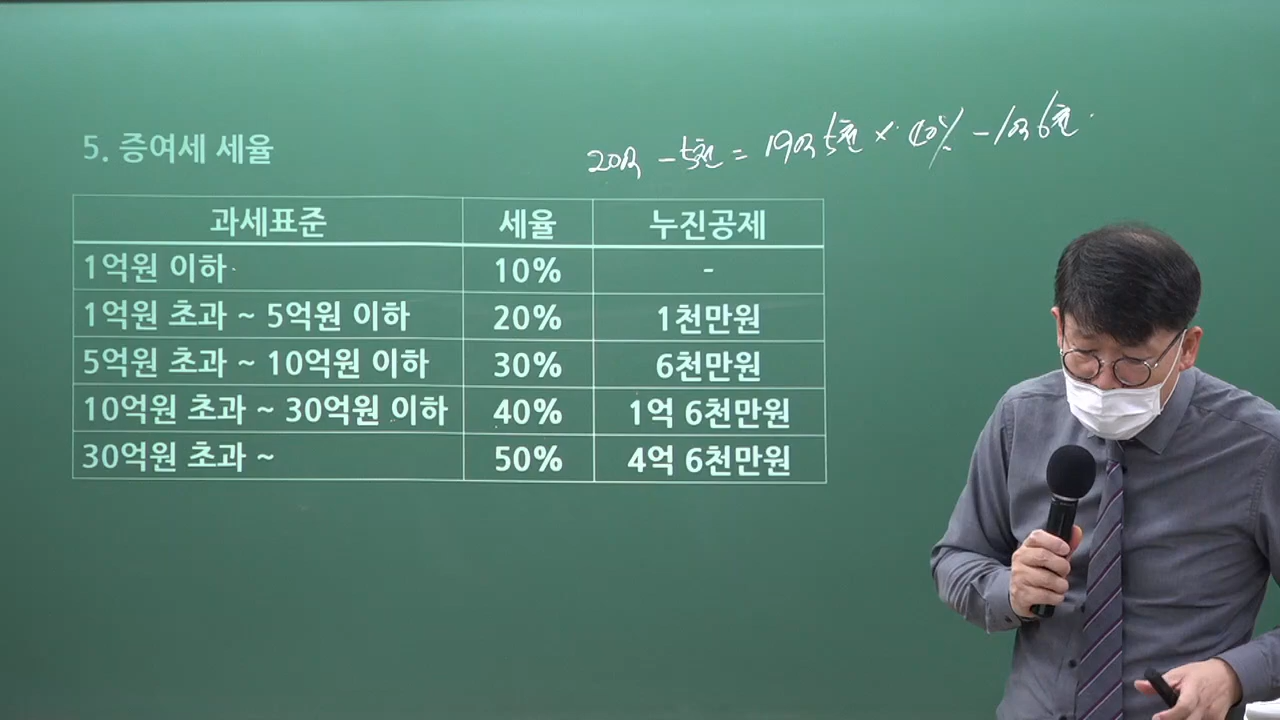 5. 증여세 세율
20억 - 5천 = 19억5천 × 40% - 1억6천.
과세표준 세율 누진공제
1억원 이하 10% -
1억원 초과 ~ 5억원 이하 20% 1천만원
5억원 초과 ~ 10억원 이하 30% 6천만원
10억원 초과 ~ 30억원 이하 40% 1억 6천만원
30억원 초과 ~ 50% 4억 6천만원